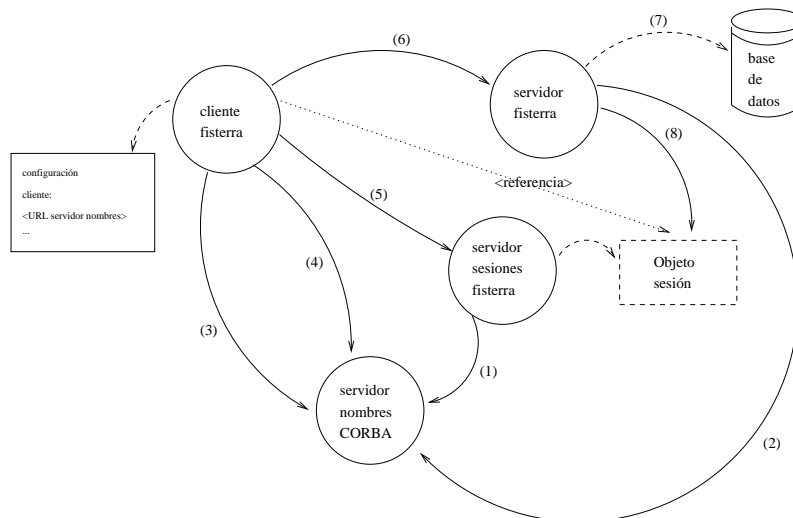 (6)
(7)
base
de
datos
cliente
fisterra
servidor
fisterra
(8)
configuración
cliente:
<URL servidor nombres>
...
<referencia>
(5)
servidor
sesiones
fisterra
Objeto
sesión
(4)
(3)
(1)
servidor
nombres
CORBA
(2)